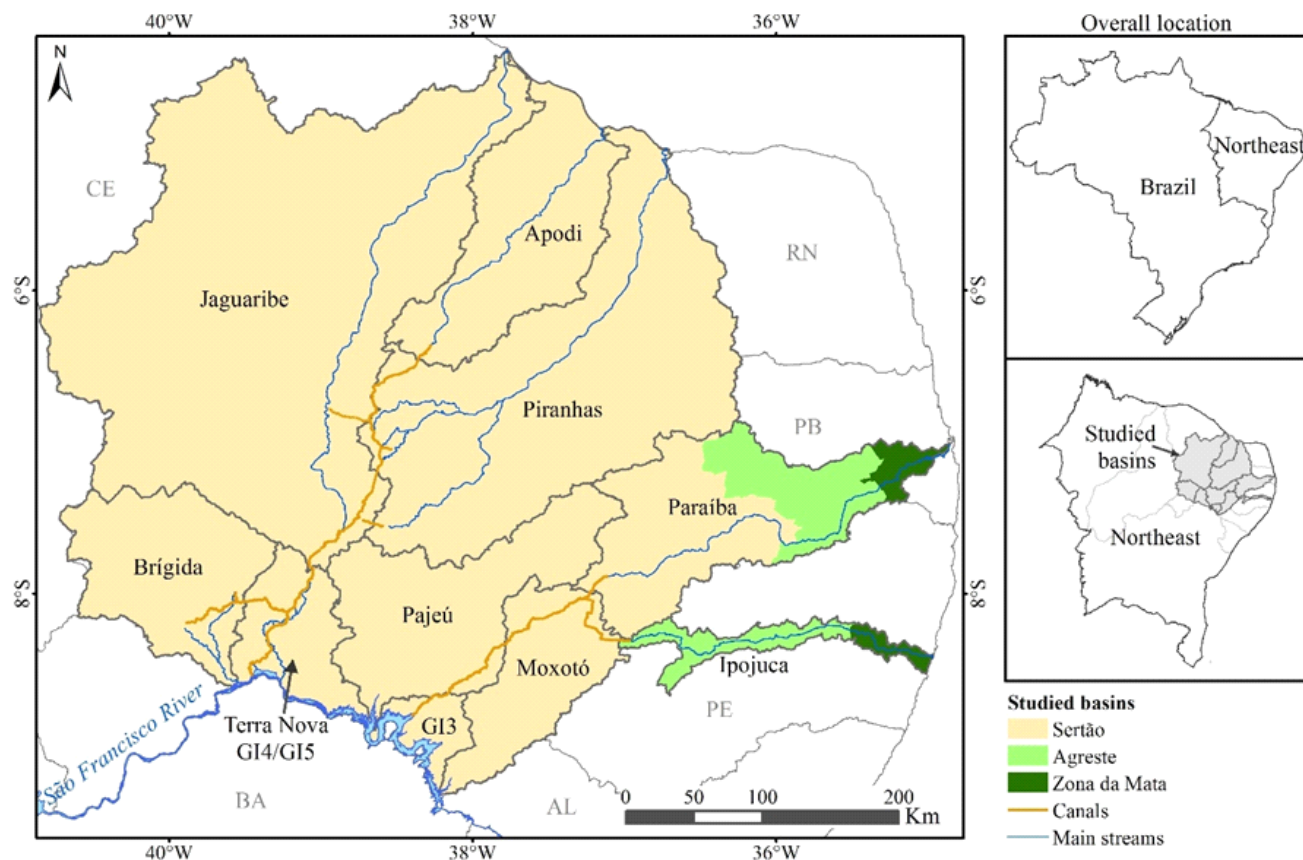 40°W
38°W
36°W
Overall location
N
CE
Apodi
RN
Northeast
Brazil
6°S
6°S
Jaguaribe
Piranhas
PB
Studied
basins
Northeast
Paraíba
Brígida
8°S
8°S
Pajeú
Moxotó
Ipojuca
Terra Nova
GI4/GI5
GI3
PE
São Francisco River
BA
AL
0 50 100 200
Km
40°W
38°W
36°W
Studied basins
Sertão
Agreste
Zona da Mata
Canals
Main streams